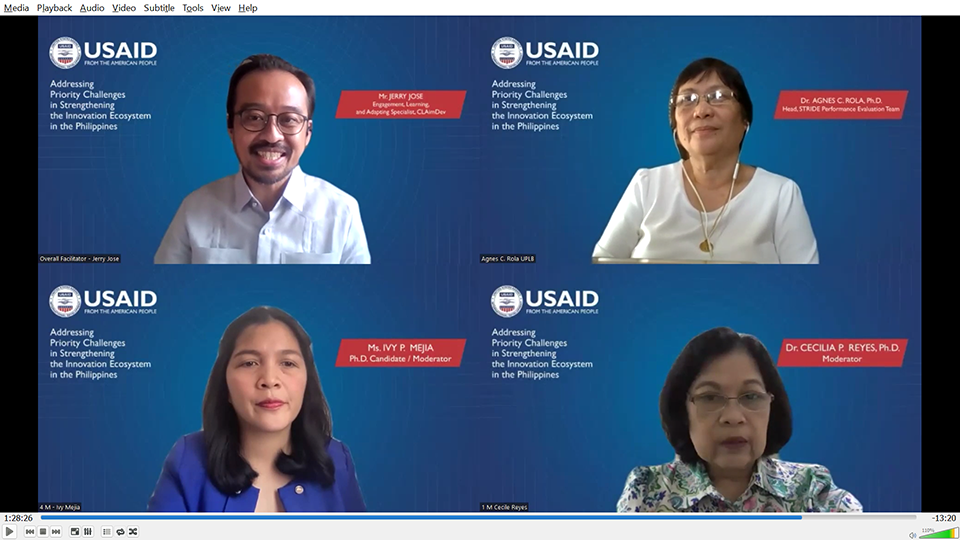 Media Playback Audio Video Subtitle Tools View Help
USAID
FROM THE AMERICAN PEOPLE
Addressing
Priority Challenges
in Strengthening
the Innovation Ecosystem
in the Philippines
Mr. JERRY JOSE
Engagement, Learning,
and Adapting Specialist, CLAimDev
Overall Facilitator - Jerry Jose
USAID
FROM THE AMERICAN PEOPLE
Addressing
Priority Challenges
in Strengthening
the Innovation Ecosystem
in the Philippines
Dr. AGNES C. ROLA, Ph.D.
Head, STRIDE Performance Evaluation Team
Agnes C. Rola UPLB
USAID
FROM THE AMERICAN PEOPLE
Addressing
Priority Challenges
in Strengthening
the Innovation Ecosystem
in the Philippines
Ms. IVY P. MEJIA
Ph.D. Candidate / Moderator
4 M - Ivy Mejia
USAID
FROM THE AMERICAN PEOPLE
Addressing
Priority Challenges
in Strengthening
the Innovation Ecosystem
in the Philippines
Dr. CECILIA P. REYES, Ph.D.
Moderator
1 M Cecile Reyes
1:28:26
-13:20